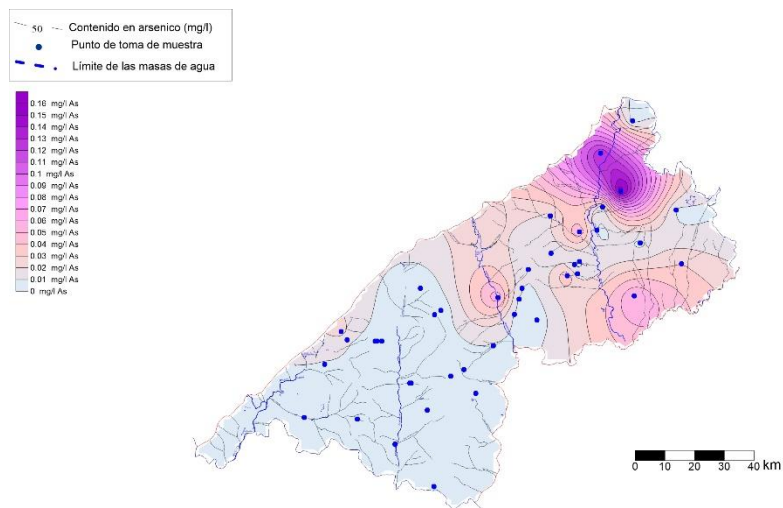 50 Contenido en arsenico (mg/l)
Punto de toma de muestra
Límite de las masas de agua
0.16 mg/l As
0.15 mg/l As
0.14 mg/l As
0.13 mg/l As
0.12 mg/l As
0.11 mg/l As
0.1 mg/l As
0.09 mg/l As
0.08 mg/l As
0.07 mg/l As
0.06 mg/l As
0.05 mg/l As
0.04 mg/l As
0.03 mg/l As
0.02 mg/l As
0.01 mg/l As
0 mg/l As
0 10 20 30 40 km